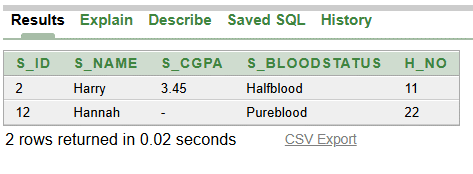 Results Explain Describe Saved SQL History
S_ID S_NAME S_CGPA S_BLOODSTATUS H_NO
2 Harry 3.45 Halfblood 11
12 Hannah - Pureblood 22
2 rows returned in 0.02 seconds CSV Export